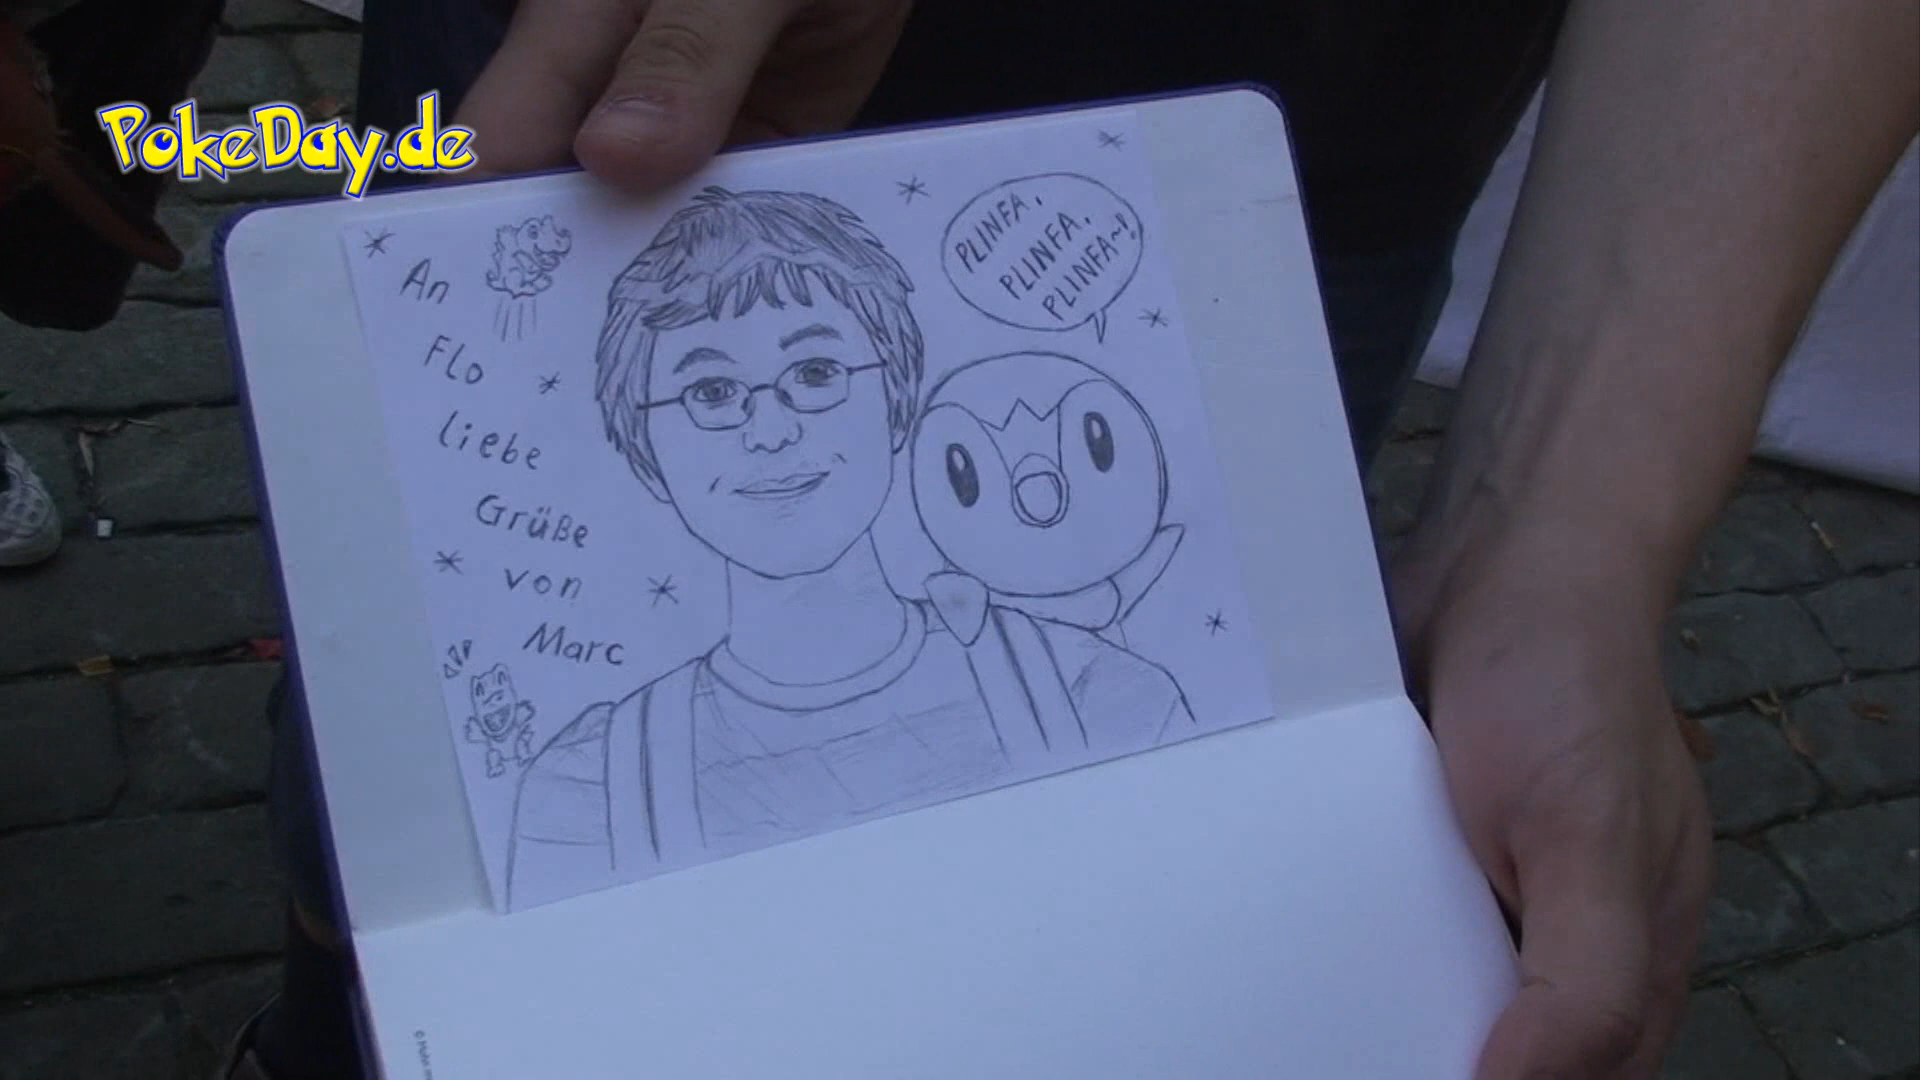 PokeDay.de
An
Flo
liebe
Grüße
von
Marc
PLINFA,
PLINFA,
PLINFA~!